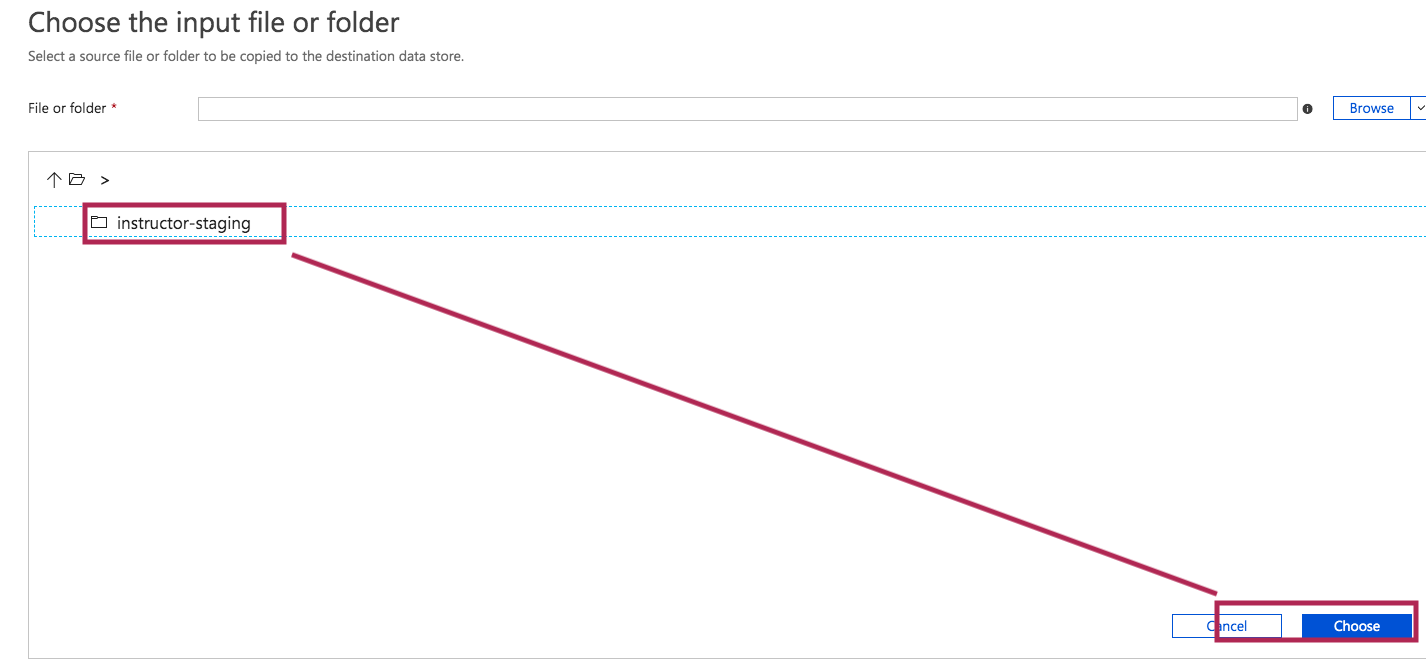 Choose the input file or folder
Select a source file or folder to be copied to the destination data store.
File or folder *
Browse
>
instructor-staging
Cancel Choose